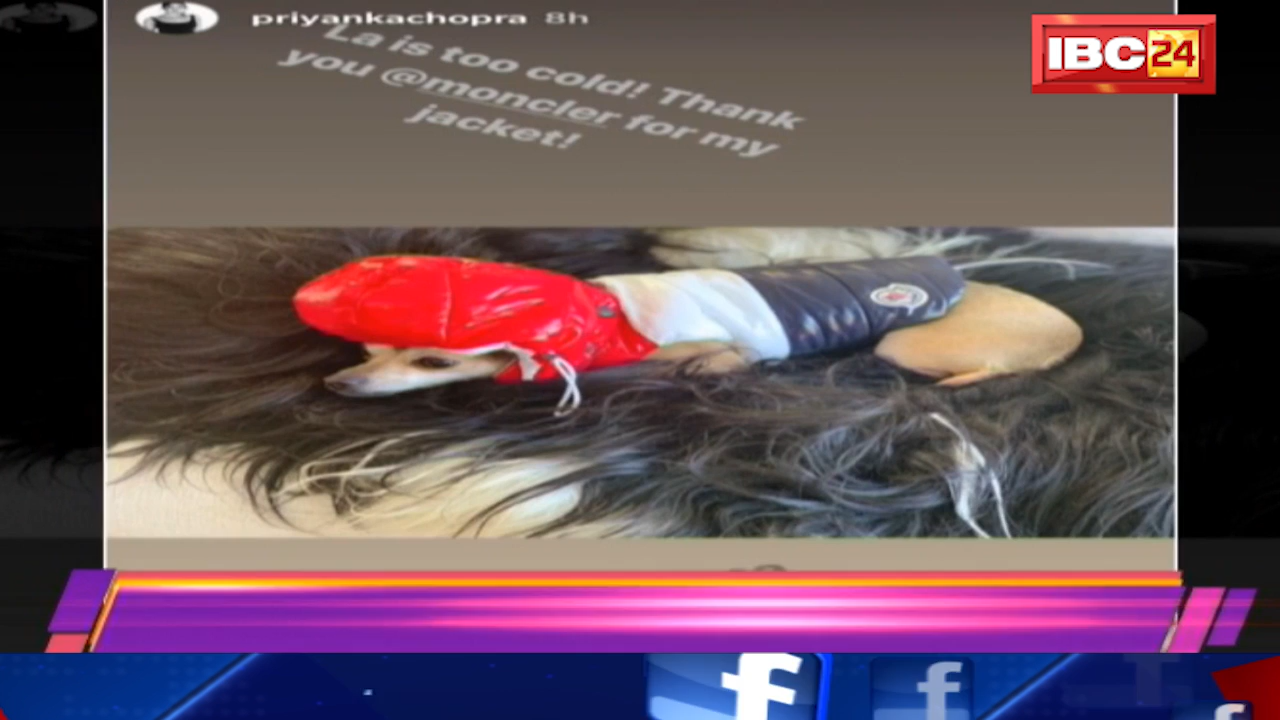 priyankachopra 8h
IBC24
La is too cold! Thank
you @moncler for my
jacket!
f
f